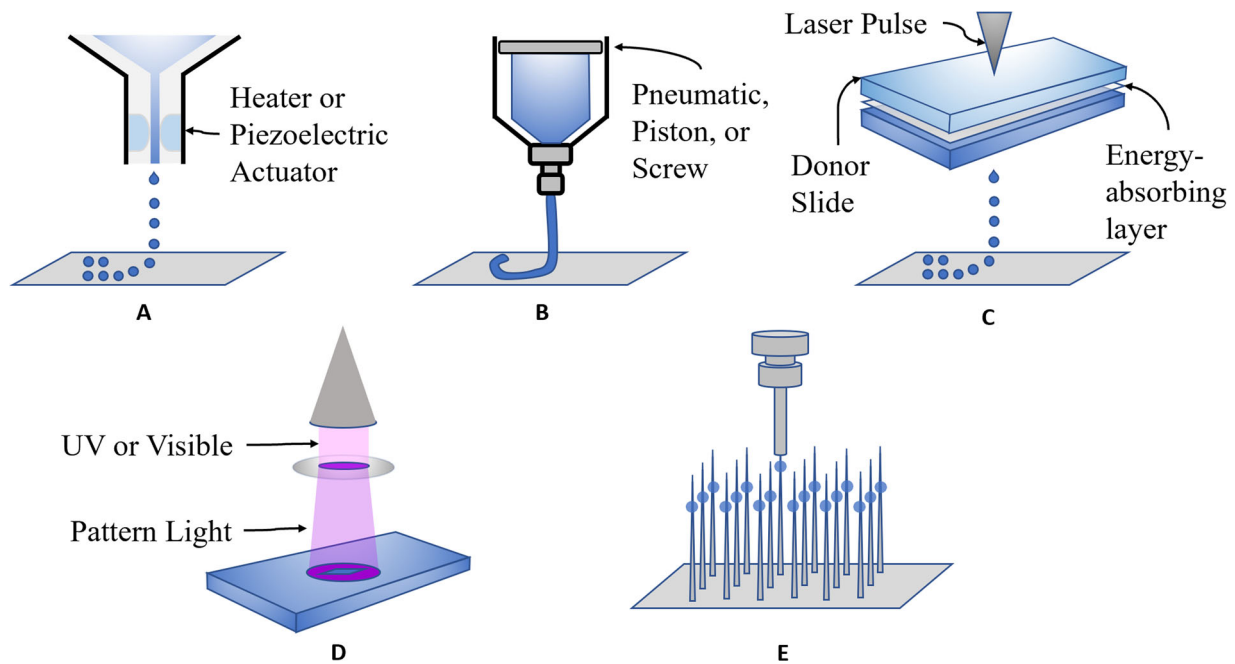 Heater or
Piezoelectric
Actuator
A
Pneumatic,
Piston, or
Screw
B
Laser Pulse
Donor
Slide
Energy-
absorbing
layer
C
UV or Visible
Pattern Light
D
E